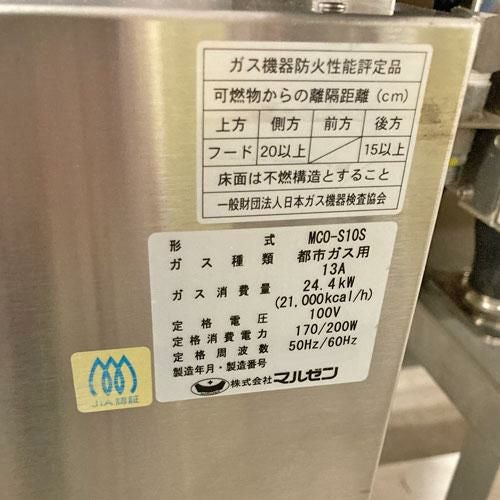 ガス機器防火性能評定品
可燃物からの離隔距離(cm)
上方 側方 前方 後方
フード 20以上 15以上
床面は不燃構造とすること
一般財団法人日本ガス機器検査協会
形式 MCO-S10S
ガス種類 都市ガス用
13A
ガス消費量 24.4kW
(21,000kcal/h)
定格電圧 100V
定格消費電力 170/200W
定格周波数 50Hz/60Hz
製造年月・製造番号
株式会社マルゼン
JIA認証